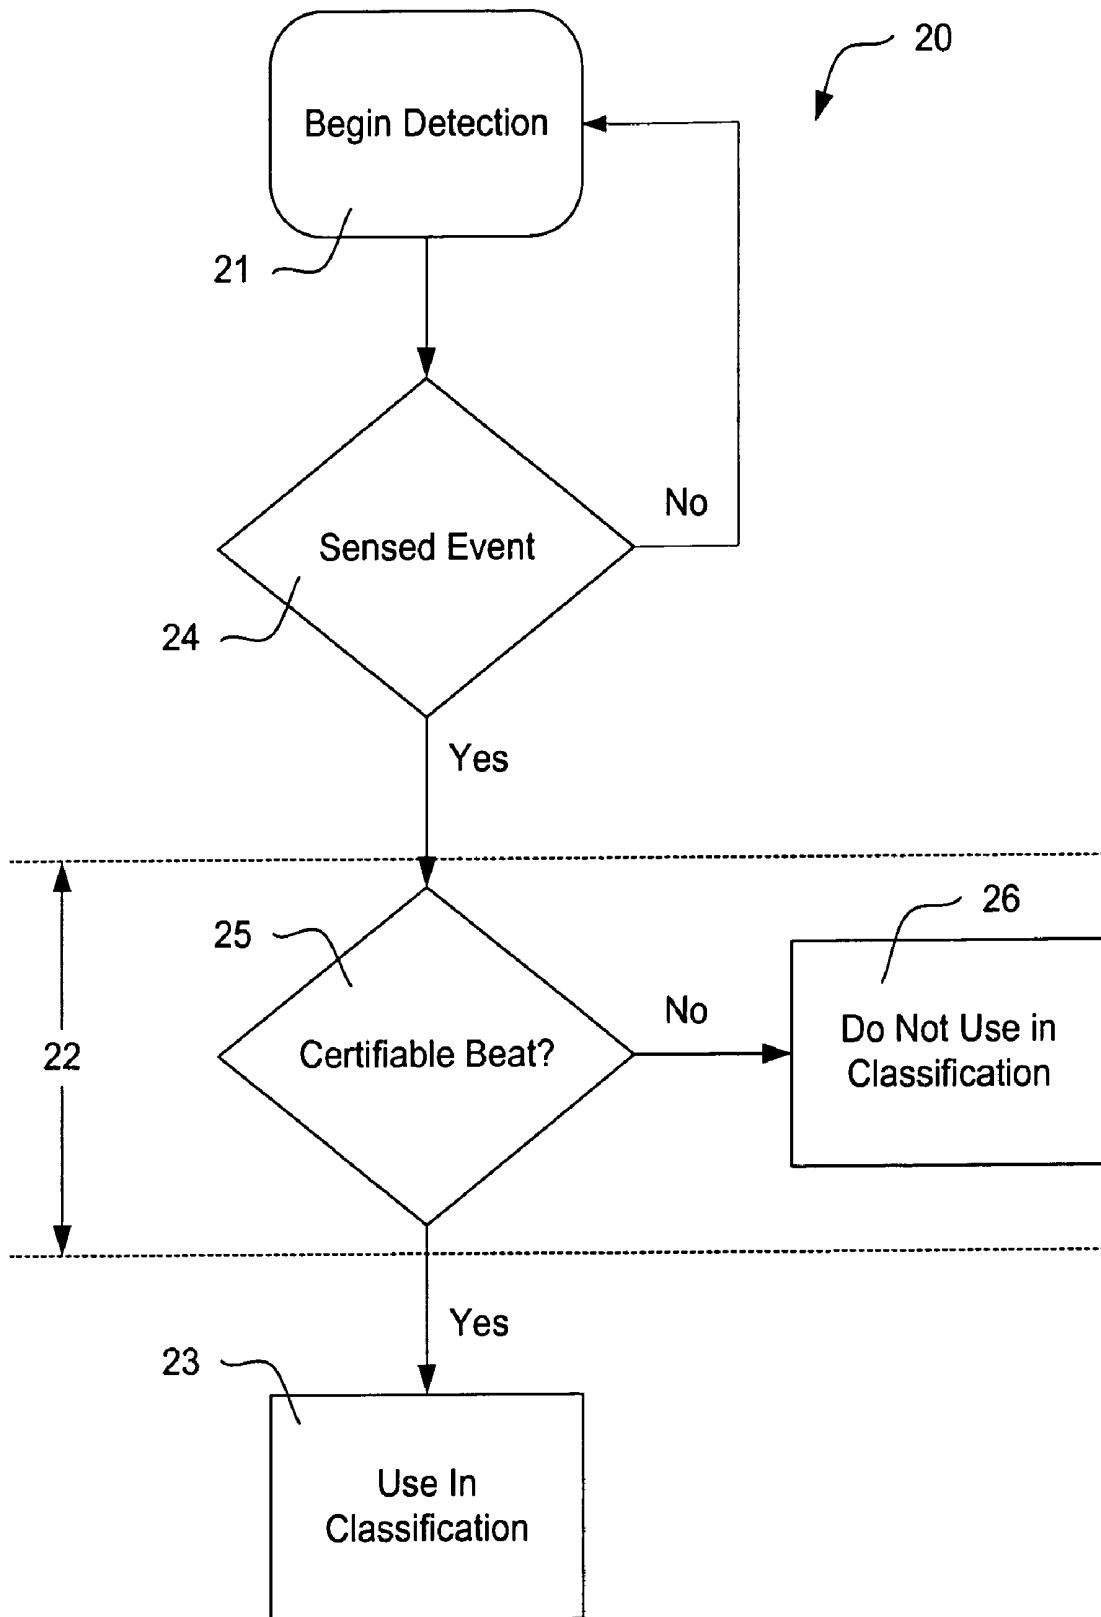 20
Begin Detection
21
No
Sensed Event
24
Yes
26
25
No
Do Not Use in
Classification
22
Certifiable Beat?
Yes
23
Use In
Classification